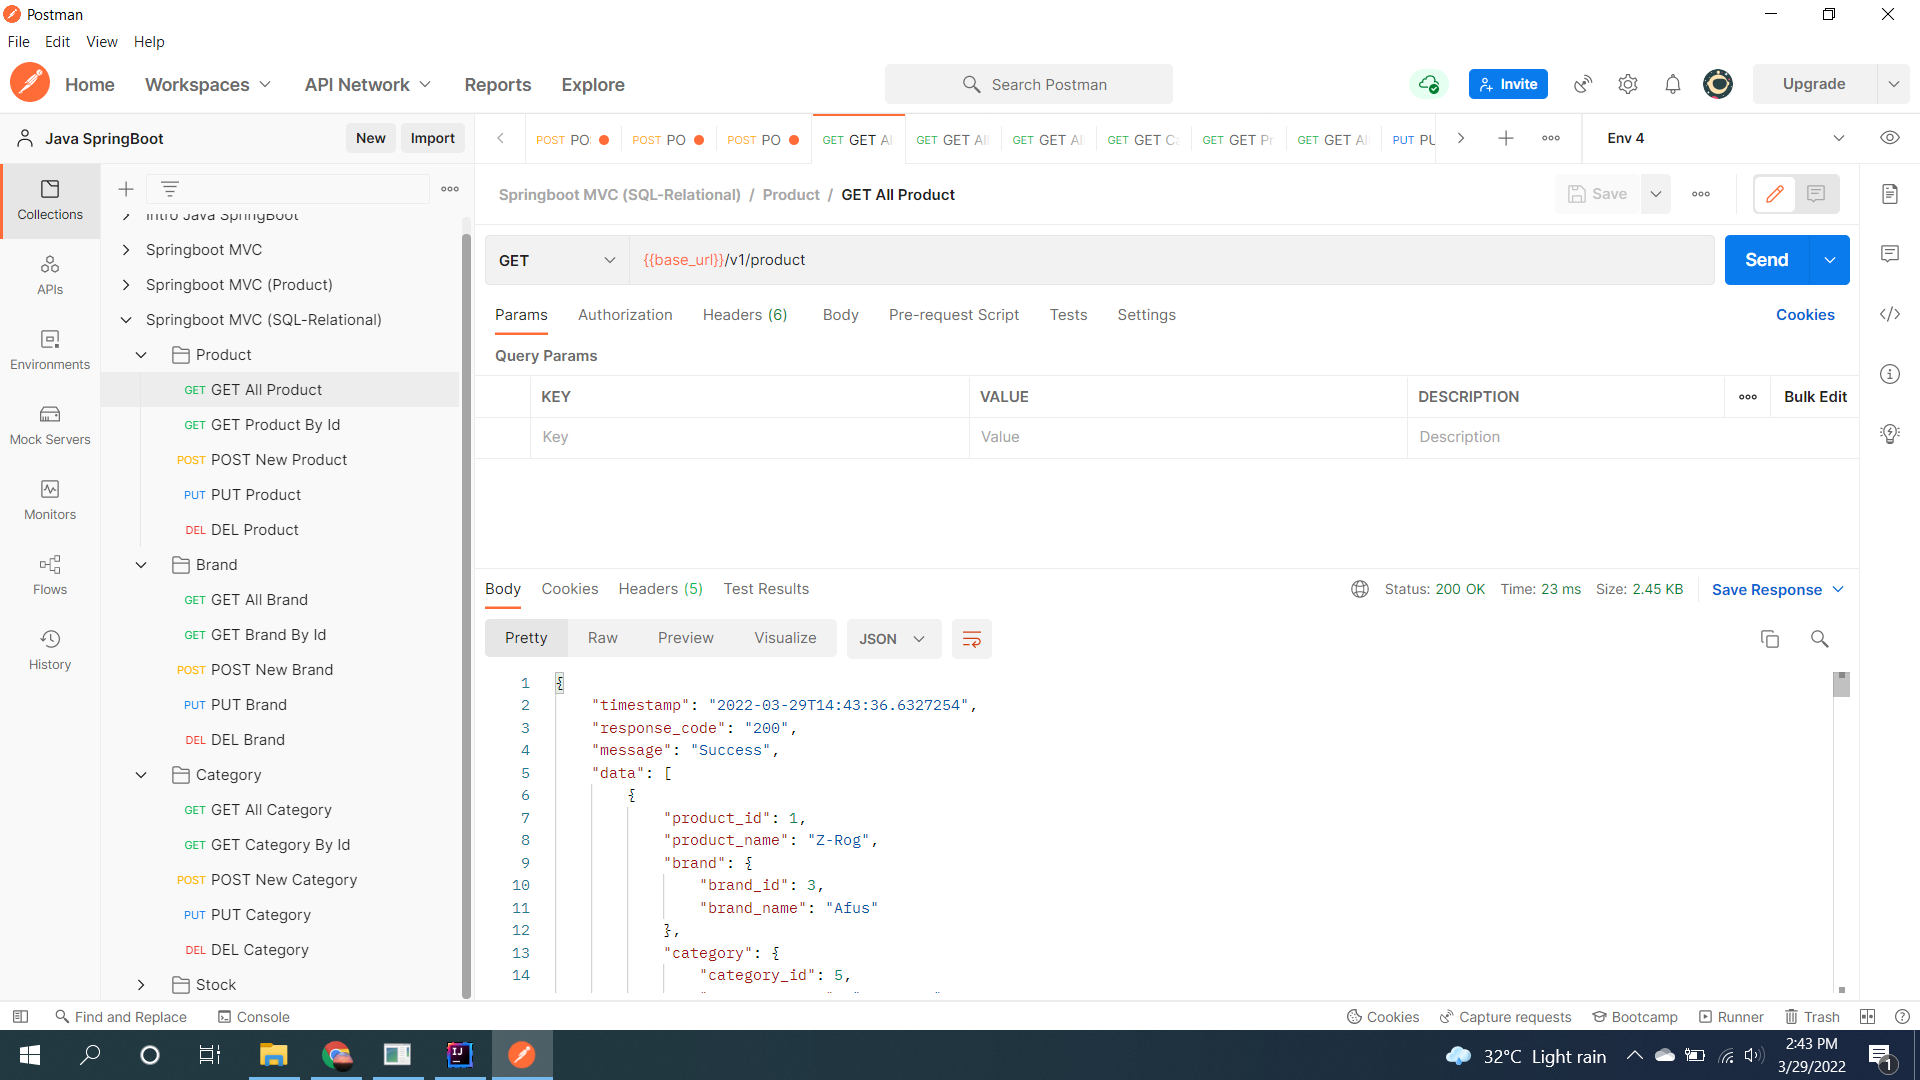 Postman
File Edit View Help
Home Workspaces API Network Reports Explore Search Postman Invite Upgrade
Java SpringBoot New Import
POST PO POST PO POST PO GET GET Al GET GET Al GET GET Al GET GET Ca GET GET Pr GET GET Al PUT PU Env 4
Collections
APIs
Environments
Mock Servers
Monitors
Flows
History
Intro Java SpringBoot
Springboot MVC
Springboot MVC (Product)
Springboot MVC (SQL-Relational)
Product
GET GET All Product
GET GET Product By Id
POST POST New Product
PUT PUT Product
DEL DEL Product
Brand
GET GET All Brand
GET GET Brand By Id
POST POST New Brand
PUT PUT Brand
DEL DEL Brand
Category
GET GET All Category
GET GET Category By Id
POST POST New Category
PUT PUT Category
DEL DEL Category
Stock
Springboot MVC (SQL-Relational) / Product / GET All Product Save
GET {{base_url}}/v1/product Send
Params Authorization Headers (6) Body Pre-request Script Tests Settings Cookies
Query Params
KEY VALUE DESCRIPTION Bulk Edit
Key Value Description
Body Cookies Headers (5) Test Results Status: 200 OK Time: 23 ms Size: 2.45 KB Save Response
Pretty Raw Preview Visualize JSON
1 {
2 "timestamp": "2022-03-29T14:43:36.6327254",
3 "response_code": "200",
4 "message": "Success",
5 "data": [
6 {
7 "product_id": 1,
8 "product_name": "Z-Rog",
9 "brand": {
10 "brand_id": 3,
11 "brand_name": "Afus"
12 },
13 "category": {
14 "category_id": 5,
Find and Replace Console Cookies Capture requests Bootcamp Runner Trash
32°C Light rain 2:43 PM
3/29/2022
1